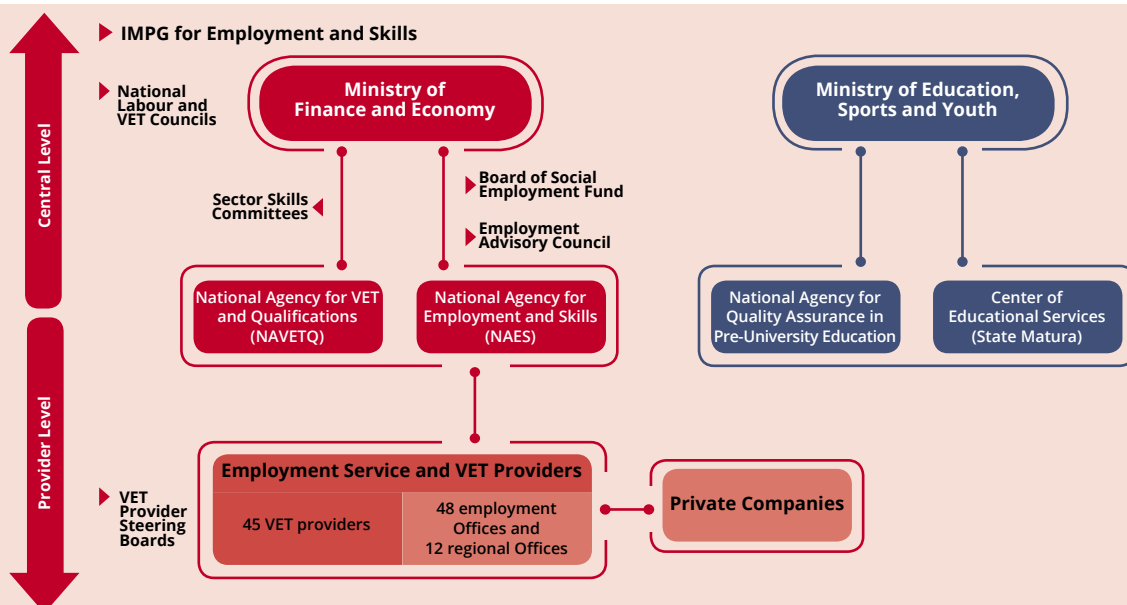 IMPG for Employment and Skills
National
Labour and
VET Councils
Ministry of
Finance and Economy
Ministry of Education,
Sports and Youth
Central Level
Sector Skills
Committees
Board of Social
Employment Fund
Employment
Advisory Council
National Agency for VET
and Qualifications
(NAVETQ)
National Agency for
Employment and Skills
(NAES)
National Agency for
Quality Assurance in
Pre-University Education
Center of
Educational Services
(State Matura)
Provider Level
VET
Provider
Steering
Boards
Employment Service and VET Providers
45 VET providers
48 employment
Offices and
12 regional Offices
Private Companies